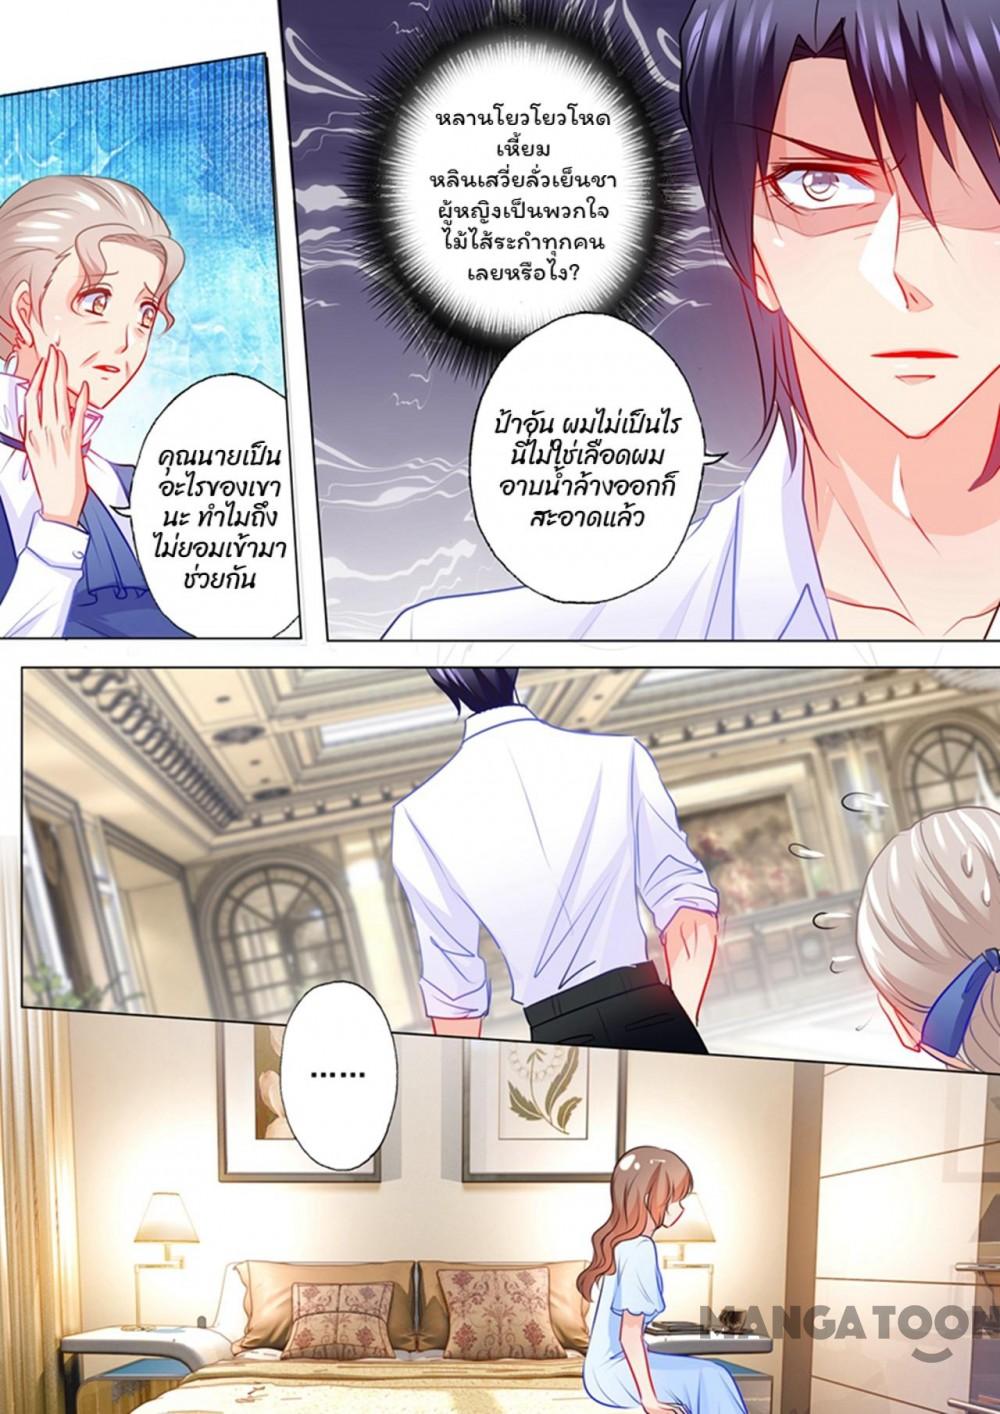 หลานโยวโยวโหด
เหี้ยม
หลินเสวี่ยลั่วเย็นชา
ผู้หญิงเป็นพวกใจ
ไม้ไส้ระกำทุกคน
เลยหรือไง?
ป้าอัน ผมไม่เป็นไร
นี่ไม่ใช่เลือดผม
อาบน้ำล้างออกก็
สะอาดแล้ว
คุณนายเป็น
อะไรของเขา
นะ ทำไมถึง
ไม่ยอมเข้ามา
ช่วยกัน
......
MANGATOON